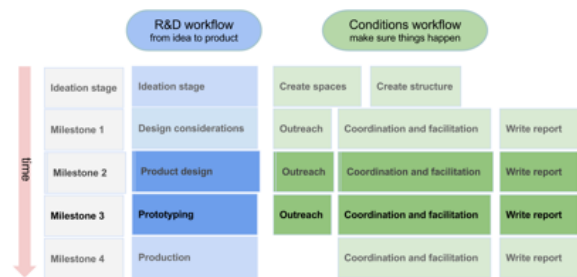 R&D workflow
from idea to product
Conditions workflow
make sure things happen
time
Ideation stage Ideation stage Create spaces Create structure
Milestone 1 Design considerations Outreach Coordination and facilitation Write report
Milestone 2 Product design Outreach Coordination and facilitation Write report
Milestone 3 Prototyping Outreach Coordination and facilitation Write report
Milestone 4 Production Coordination and facilitation Write report